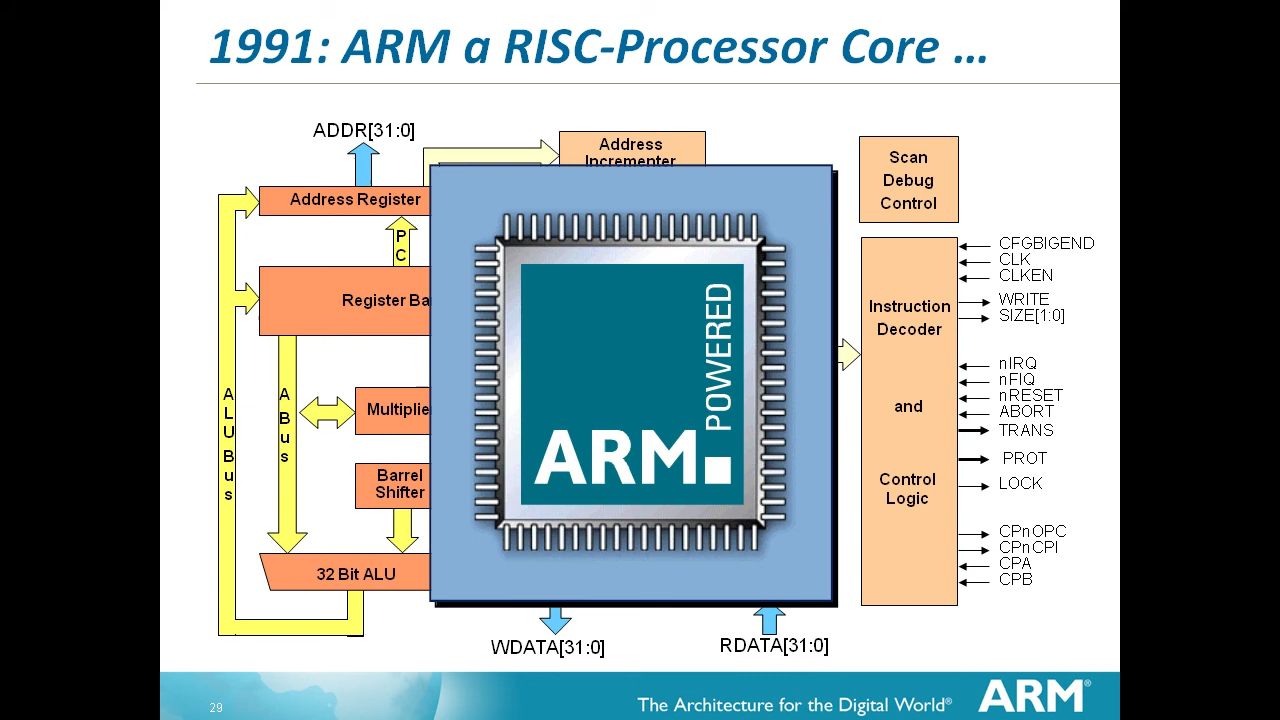 1991: ARM a RISC-Processor Core ...
ADDR[31:0]
Address
Incrementer
Scan
Debug
Control
Address Register
P
C
Register Ba
A
L
U
B
u
s
A
B
u
s
Multiplie
Barrel
Shifter
32 Bit ALU
POWERED
ARM
Instruction
Decoder
and
Control
Logic
CFGBIGEND
CLK
CLKEN
WRITE
SIZE[1:0]
nIRQ
nFIQ
nRESET
ABORT
TRANS
PROT
LOCK
CPnOPC
CPnCPI
CPA
CPB
WDATA[31:0]
RDATA[31:0]
29
The Architecture for the Digital World®
ARM®